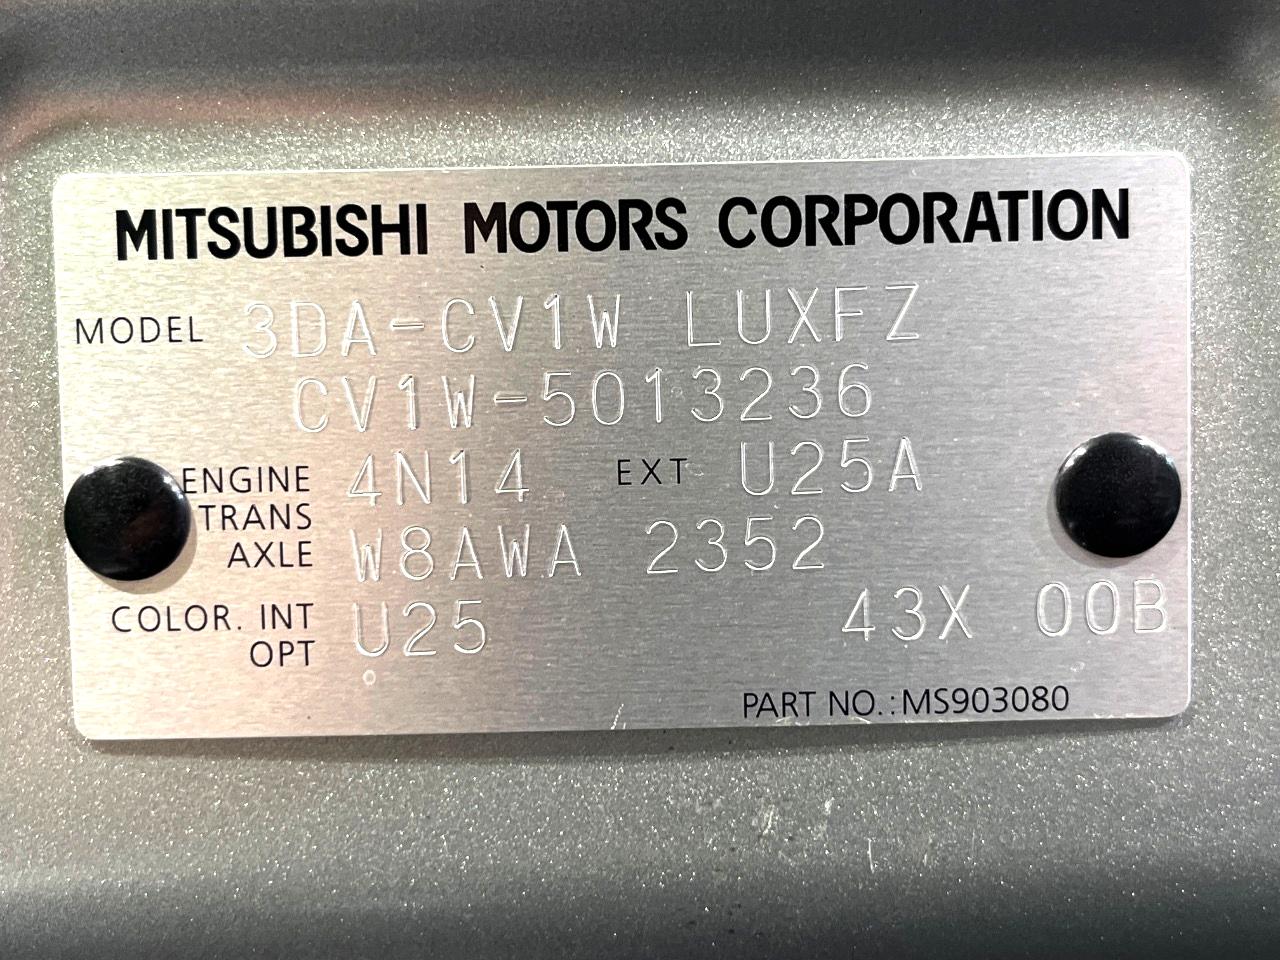 MITSUBISHI MOTORS CORPORATION
MODEL 3DA-CV1W LUXFZ
CV1W-5013236
ENGINE 4N14 EXT U25A
TRANS
AXLE W8AWA 2352
COLOR. INT U25 43X 00B
OPT
PART NO.:MS903080